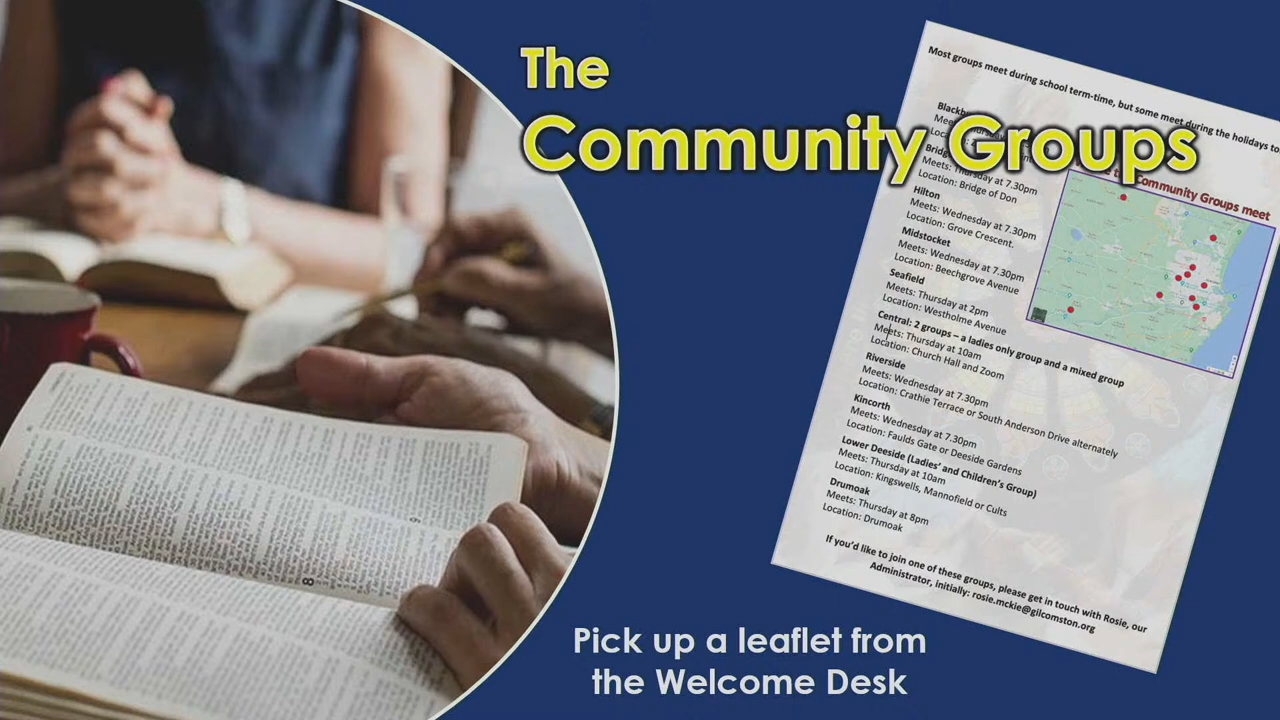 The
Community Groups
Most groups meet during school term-time, but some meet during the holidays to
Thursday at 7.30pm
Location: Bridge of Don
Hilton
Meets: Wednesday at 7.30pm
Location: Grove Crescent.
Midstocket
Meets: Wednesday at 7.30pm
Location: Beechgrove Avenue
Seafield
Meets: Thursday at 2pm
Location: Westholme Avenue
Central: 2 groups – a ladies only group and a mixed group
Meets: Thursday at 10am
Location: Church Hall and Zoom
Riverside
Meets: Wednesday at 7.30pm
Location: Crathie Terrace or South Anderson Drive alternately
Kincorth
Meets: Wednesday at 7.30pm
Location: Faulds Gate or Deeside Gardens
Lower Deeside (Ladies' and Children's Group)
Meets: Thursday at 10am
Location: Kingswells, Mannofield or Cults
Drumoak
Meets: Thursday at 8pm
Location: Drumoak
Community Groups meet
If you'd like to join one of these groups, please get in touch with Rosie, our
Administrator, initially: rosie.mckie@gilcomston.org
Pick up a leaflet from
the Welcome Desk